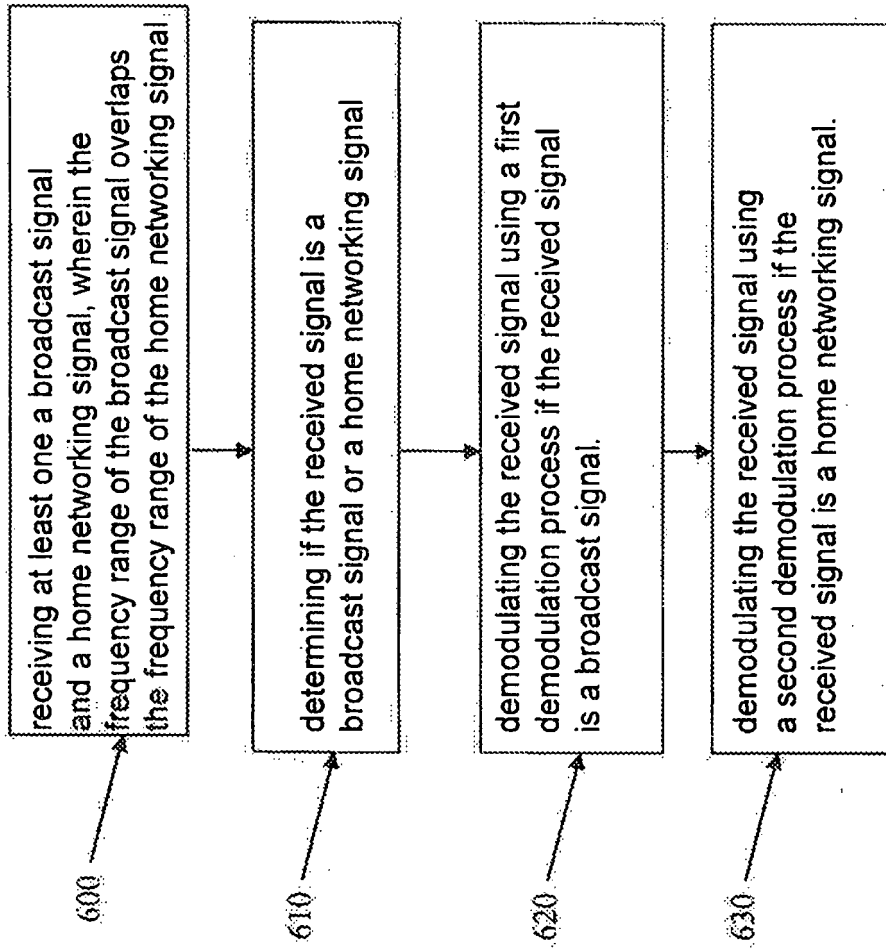 600
receiving at least one a broadcast signal
and a home networking signal, wherein the
frequency range of the broadcast signal overlaps
the frequency range of the home networking signal
610
determining if the received signal is a
broadcast signal or a home networking signal
620
demodulating the received signal using a first
demodulation process if the received signal
is a broadcast signal.
630
demodulating the received signal using
a second demodulation process if the
received signal is a home networking signal.